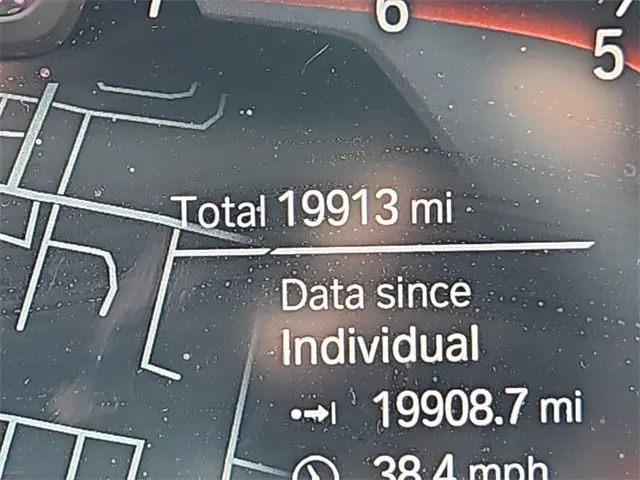 6
5
Total 19913 mi
Data since
Individual
19908.7 mi
38.4 mph